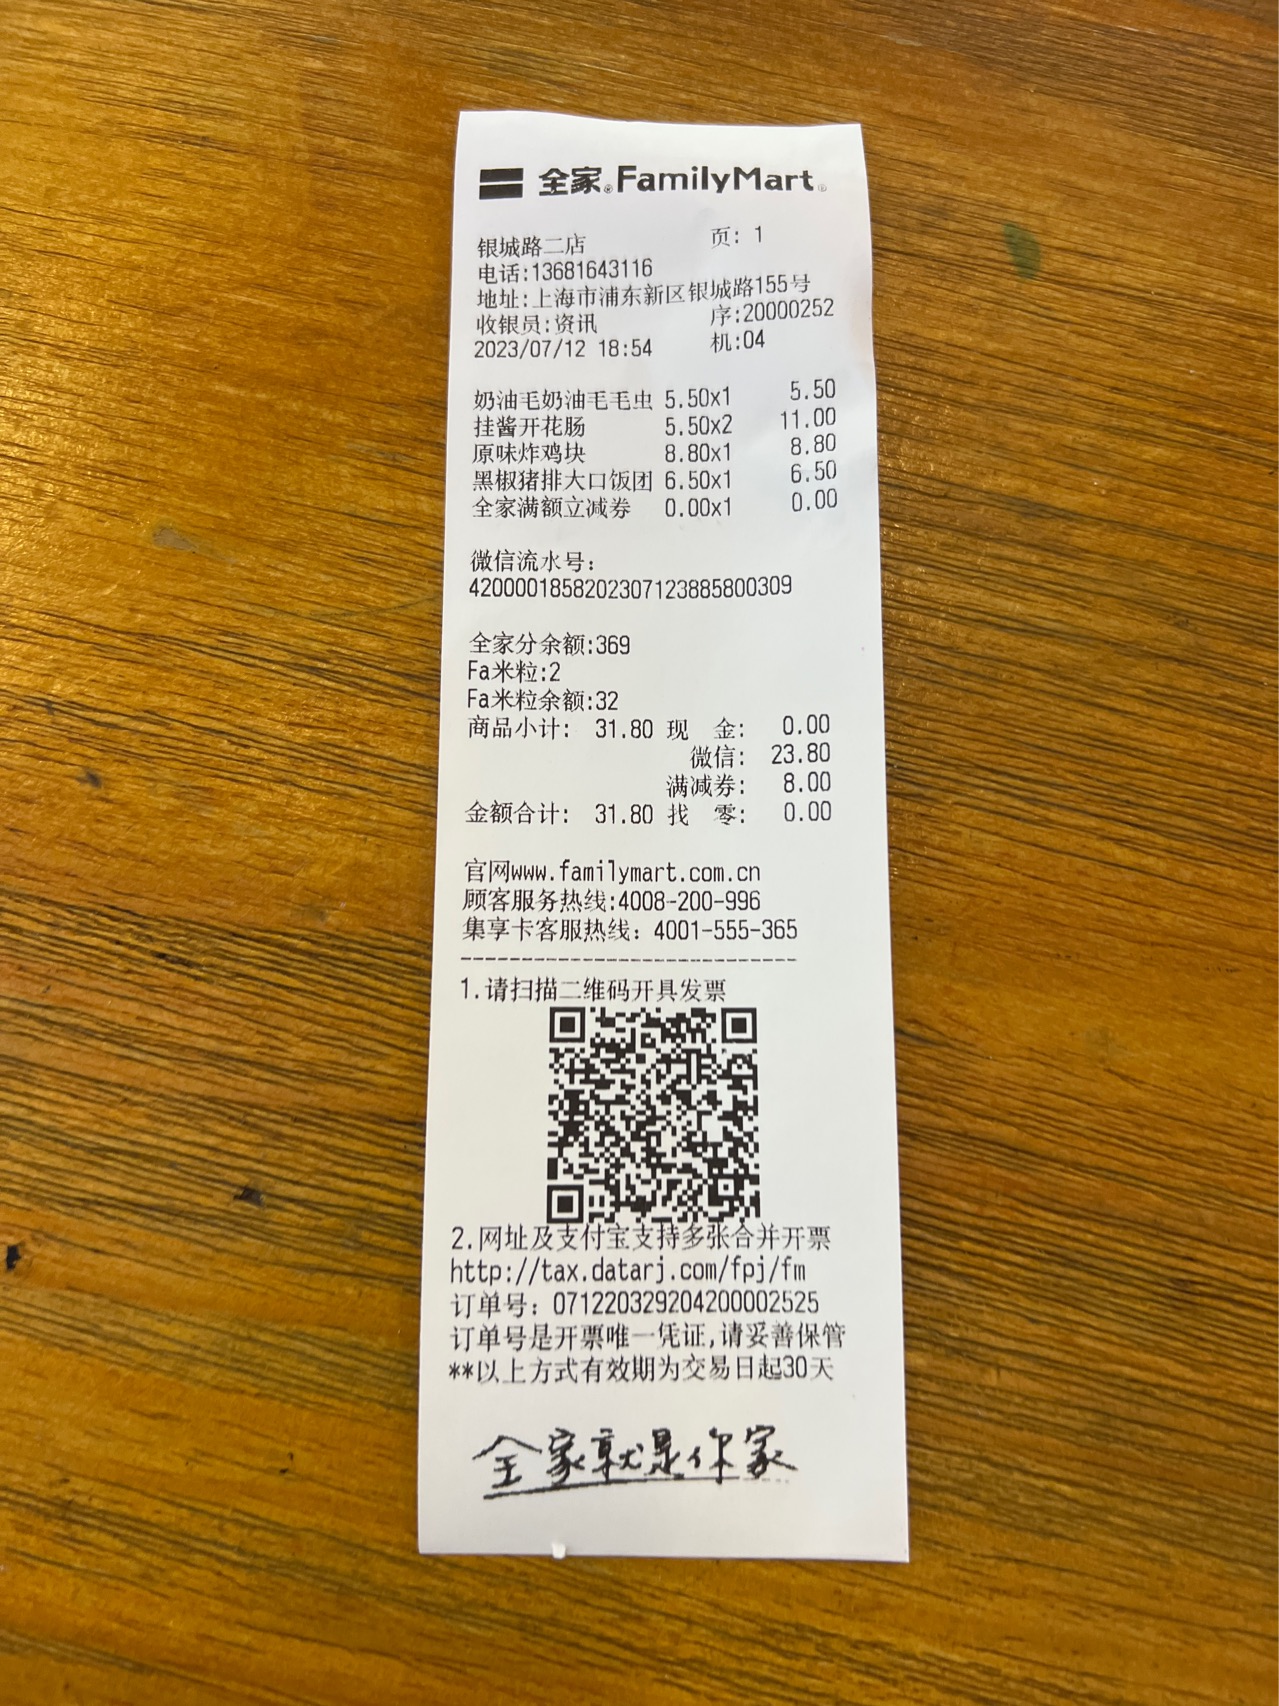 全家 FamilyMart
银城路二店 页: 1
电话:13681643116
地址:上海市浦东新区银城路155号
收银员:资讯 序:20000252
2023/07/12 18:54 机:04
奶油毛奶油毛毛虫 5.50x1 5.50
挂酱开花肠 5.50x2 11.00
原味炸鸡块 8.80x1 8.80
黑椒猪排大口饭团 6.50x1 6.50
全家满额立减券 0.00x1 0.00
微信流水号:
4200001858202307123885800309
全家分余额:369
Fa米粒:2
Fa米粒余额:32
商品小计: 31.80 现 金: 0.00
微信: 23.80
满减券: 8.00
金额合计: 31.80 找 零: 0.00
官网www.familymart.com.cn
顾客服务热线:4008-200-996
集享卡客服热线: 4001-555-365
1.请扫描二维码开具发票
2.网址及支付宝支持多张合并开票
http://tax.datarj.com/fpj/fm
订单号: 0712203292042000025​25
订单号是开票唯一凭证,请妥善保管
**以上方式有效期为交易日起30天
全家就是你家